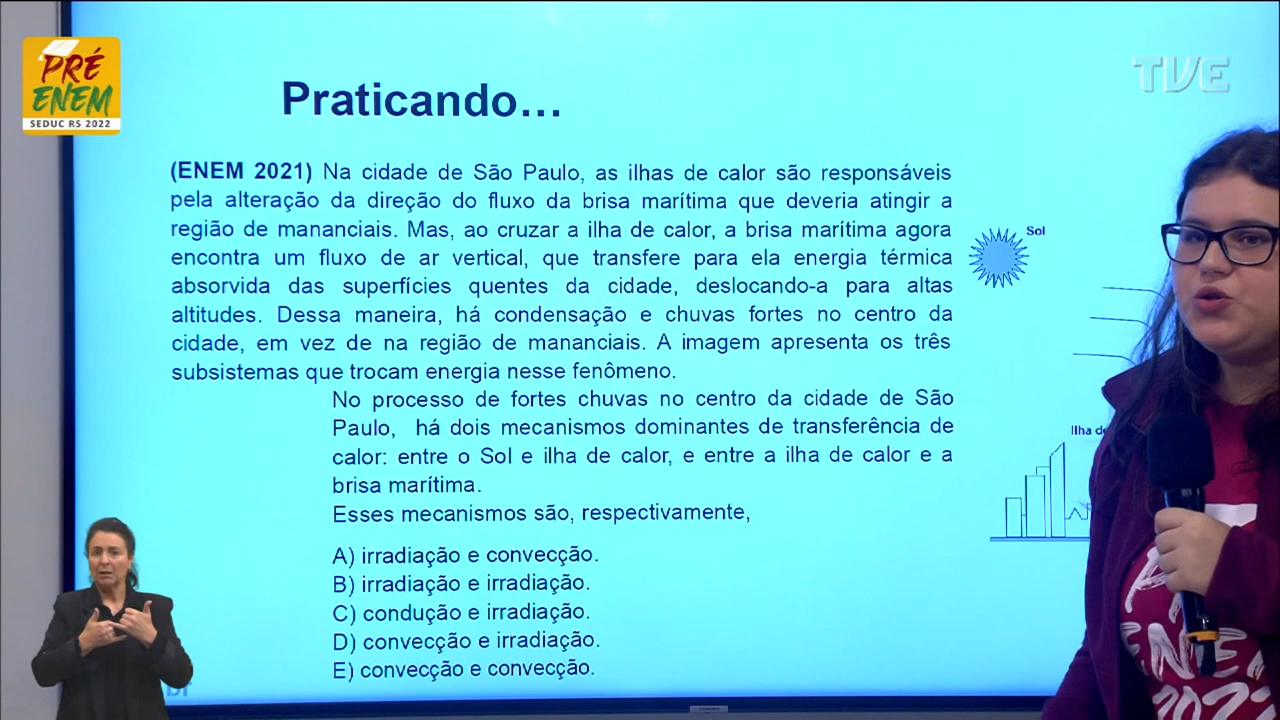 PRÉ
ENEM
SEDUC RS 2022
TVE
Praticando...
(ENEM 2021) Na cidade de São Paulo, as ilhas de calor são responsáveis
pela alteração da direção do fluxo da brisa marítima que deveria atingir a
região de mananciais. Mas, ao cruzar a ilha de calor, a brisa marítima agora
encontra um fluxo de ar vertical, que transfere para ela energia térmica
absorvida das superfícies quentes da cidade, deslocando-a para altas
altitudes. Dessa maneira, há condensação e chuvas fortes no centro da
cidade, em vez de na região de mananciais. A imagem apresenta os três
subsistemas que trocam energia nesse fenômeno.
Sol
Ilha de
No processo de fortes chuvas no centro da cidade de São
Paulo, há dois mecanismos dominantes de transferência de
calor: entre o Sol e ilha de calor, e entre a ilha de calor e a
brisa marítima.
Esses mecanismos são, respectivamente,
A) irradiação e convecção.
B) irradiação e irradiação.
C) condução e irradiação.
D) convecção e irradiação.
E) convecção e convecção.